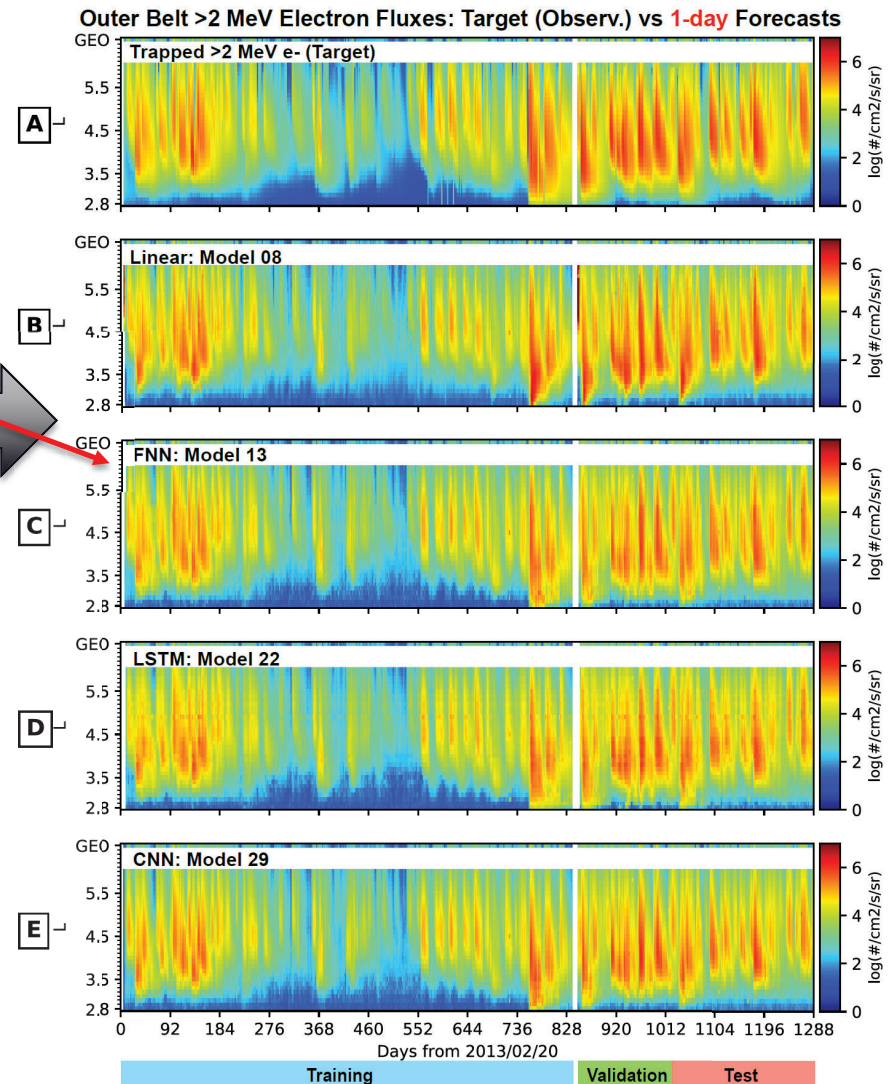 Outer Belt >2 MeV Electron Fluxes: Target (Observ.) vs 1-day Forecasts
GEO
Trapped >2 MeV e- (Target)
5.5
4.5
3.5
2.8
A
L
6
4
2
0
log(#/cm2/s/sr)
GEO
Linear: Model 08
5.5
4.5
3.5
2.8
B
L
6
4
2
0
log(#/cm2/s/sr)
GEO
FNN: Model 13
5.5
4.5
3.5
2.8
C
L
6
4
2
0
log(#/cm2/s/sr)
GEO
LSTM: Model 22
5.5
4.5
3.5
2.8
D
L
6
4
2
0
log(#/cm2/s/sr)
GEO
CNN: Model 29
5.5
4.5
3.5
2.8
E
L
6
4
2
0
log(#/cm2/s/sr)
0 92 184 276 368 460 552 644 736 828 920 1012 1104 1196 1288
Days from 2013/02/20
Training Validation Test